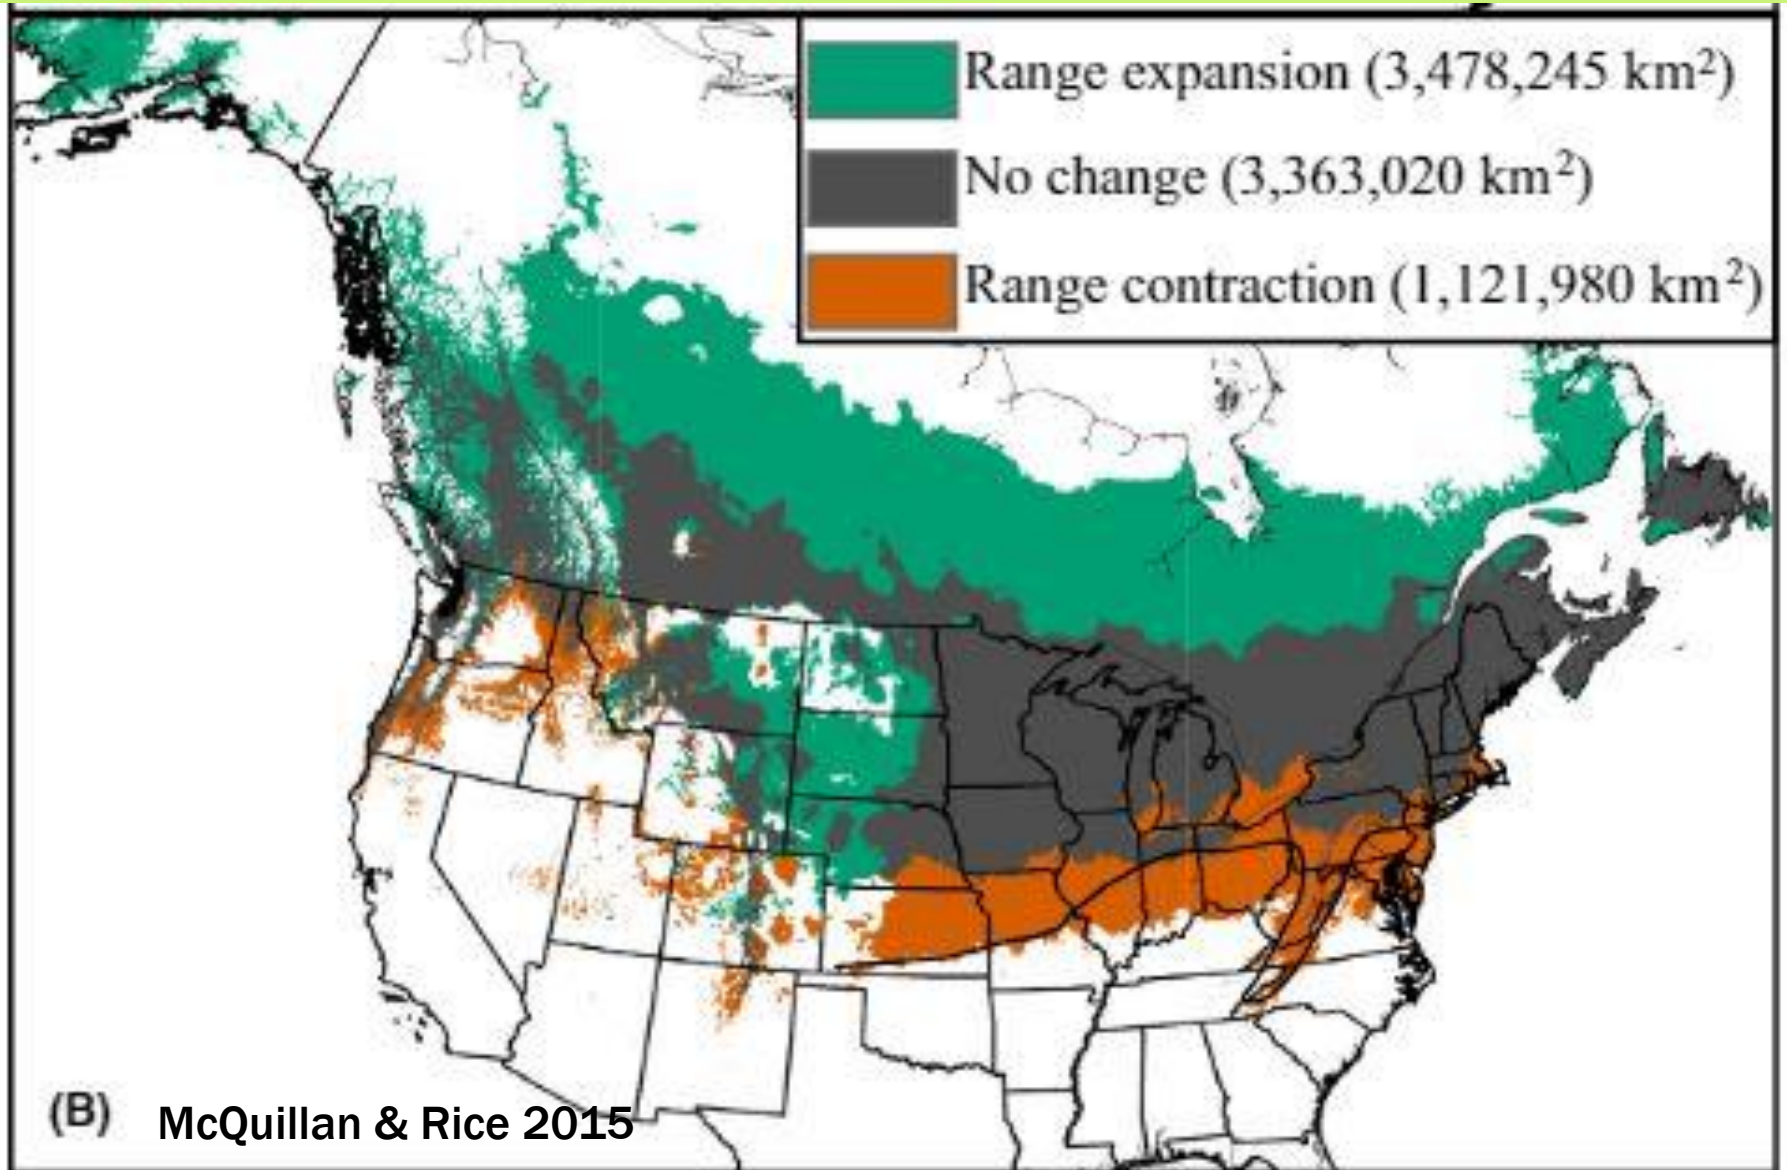 Range expansion (3,478,245 km²)
No change (3,363,020 km²)
Range contraction (1,121,980 km²)
(B) McQuillan & Rice 2015